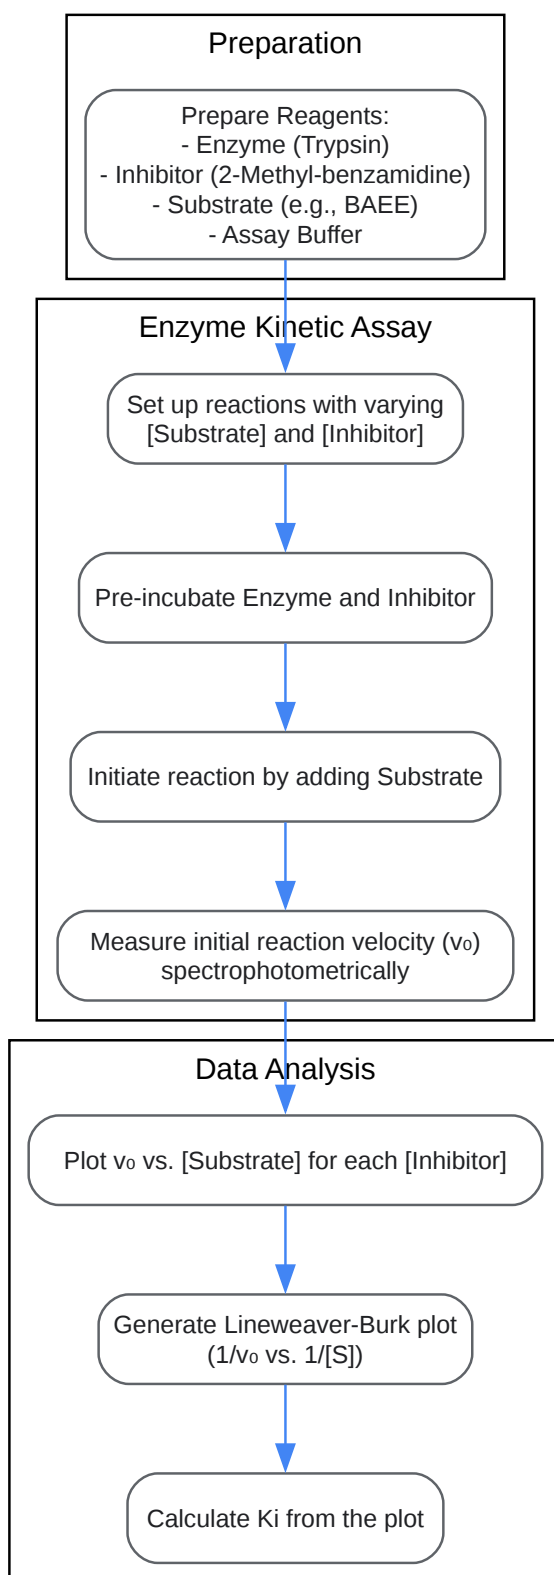 Preparation
Prepare Reagents:
- Enzyme (Trypsin)
- Inhibitor (2-Methyl-benzamidine)
- Substrate (e.g., BAEE)
- Assay Buffer
Enzyme Kinetic Assay
Set up reactions with varying
[Substrate] and [Inhibitor]
Pre-incubate Enzyme and Inhibitor
Initiate reaction by adding Substrate
Measure initial reaction velocity (v₀)
spectrophotometrically
Data Analysis
Plot v₀ vs. [Substrate] for each [Inhibitor]
Generate Lineweaver-Burk plot
(1/v₀ vs. 1/[S])
Calculate Ki from the plot